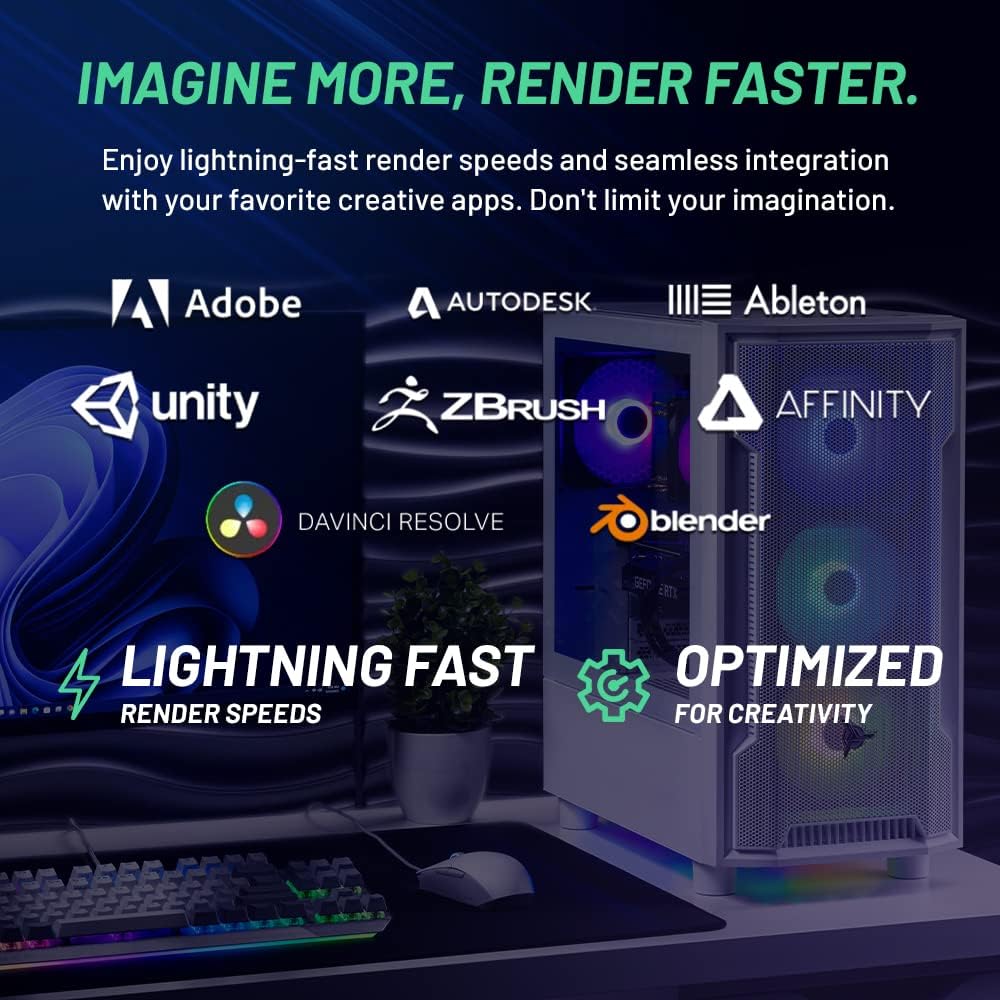 IMAGINE MORE, RENDER FASTER.
Enjoy lightning-fast render speeds and seamless integration
with your favorite creative apps. Don't limit your imagination.
Adobe
AUTODESK
Ableton
unity
ZBRUSH
AFFINITY
DAVINCI RESOLVE
blender
LIGHTNING FAST
RENDER SPEEDS
OPTIMIZED
FOR CREATIVITY